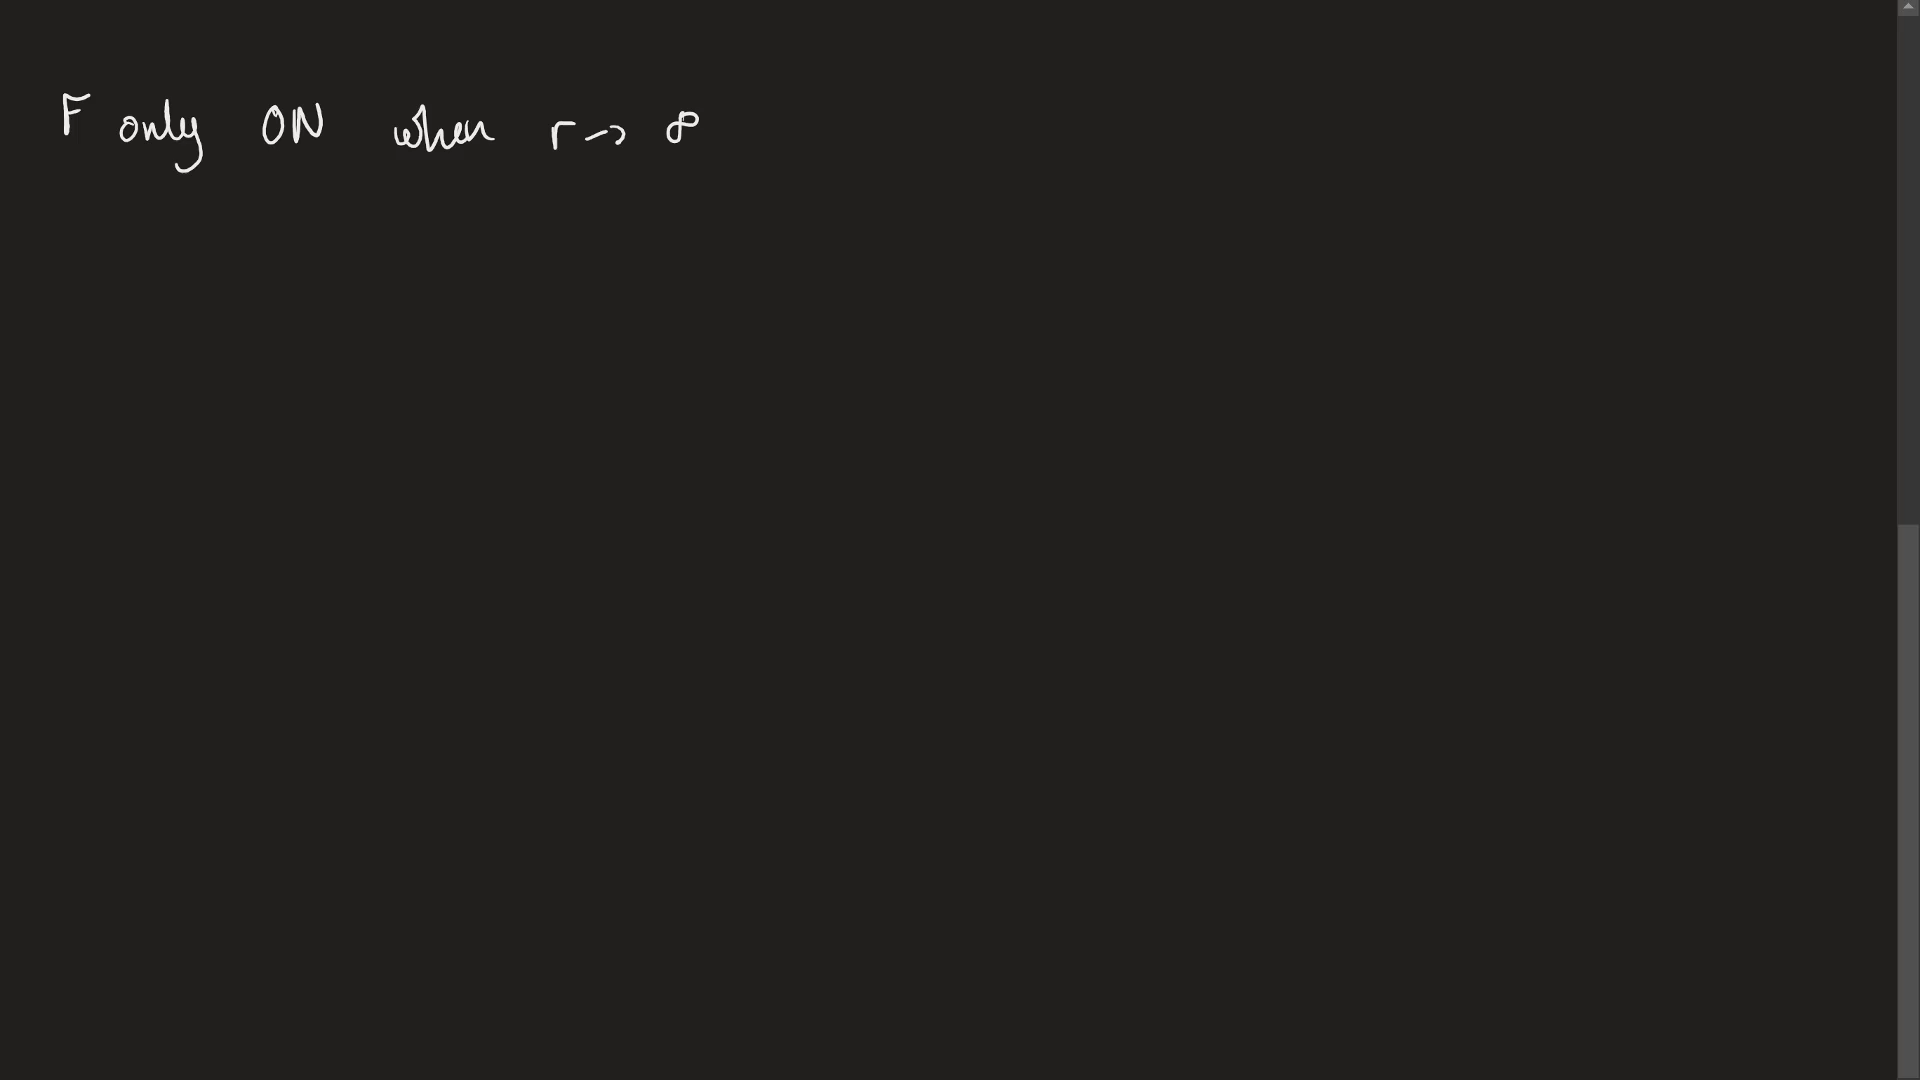 F only ON when r → ∞